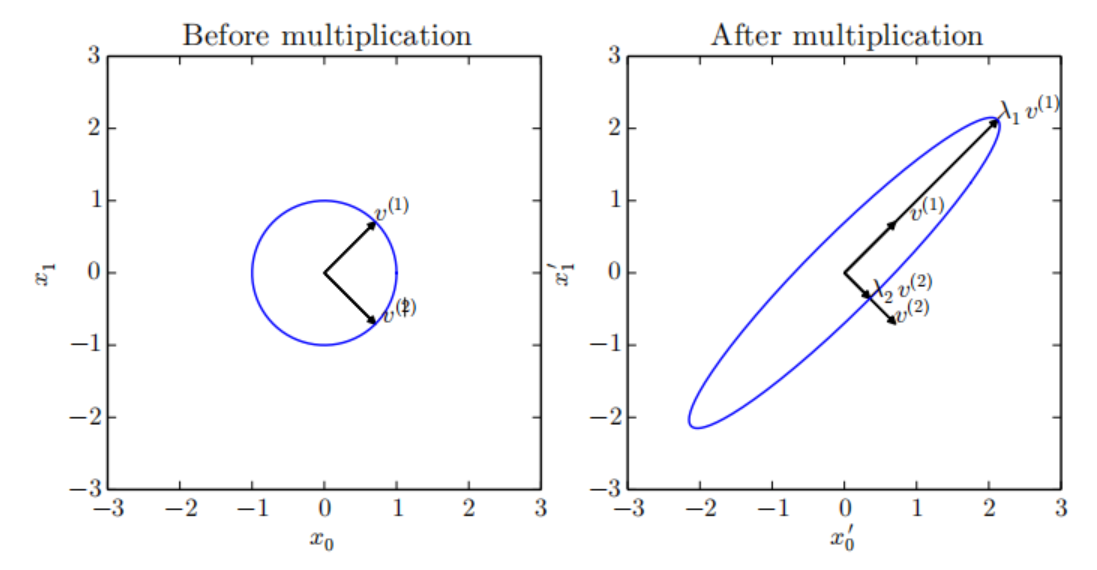 Before multiplication
3
2
1
0
−1
−2
−3
−3 −2 −1 0 1 2 3
x₀
x₁
v⁽¹⁾
After multiplication
3
2
1
0
−1
−2
−3
−3 −2 −1 0 1 2 3
x₀′
x₁′
λ₁ v⁽¹⁾
v⁽¹⁾
λ₂ v⁽²⁾
v⁽²⁾